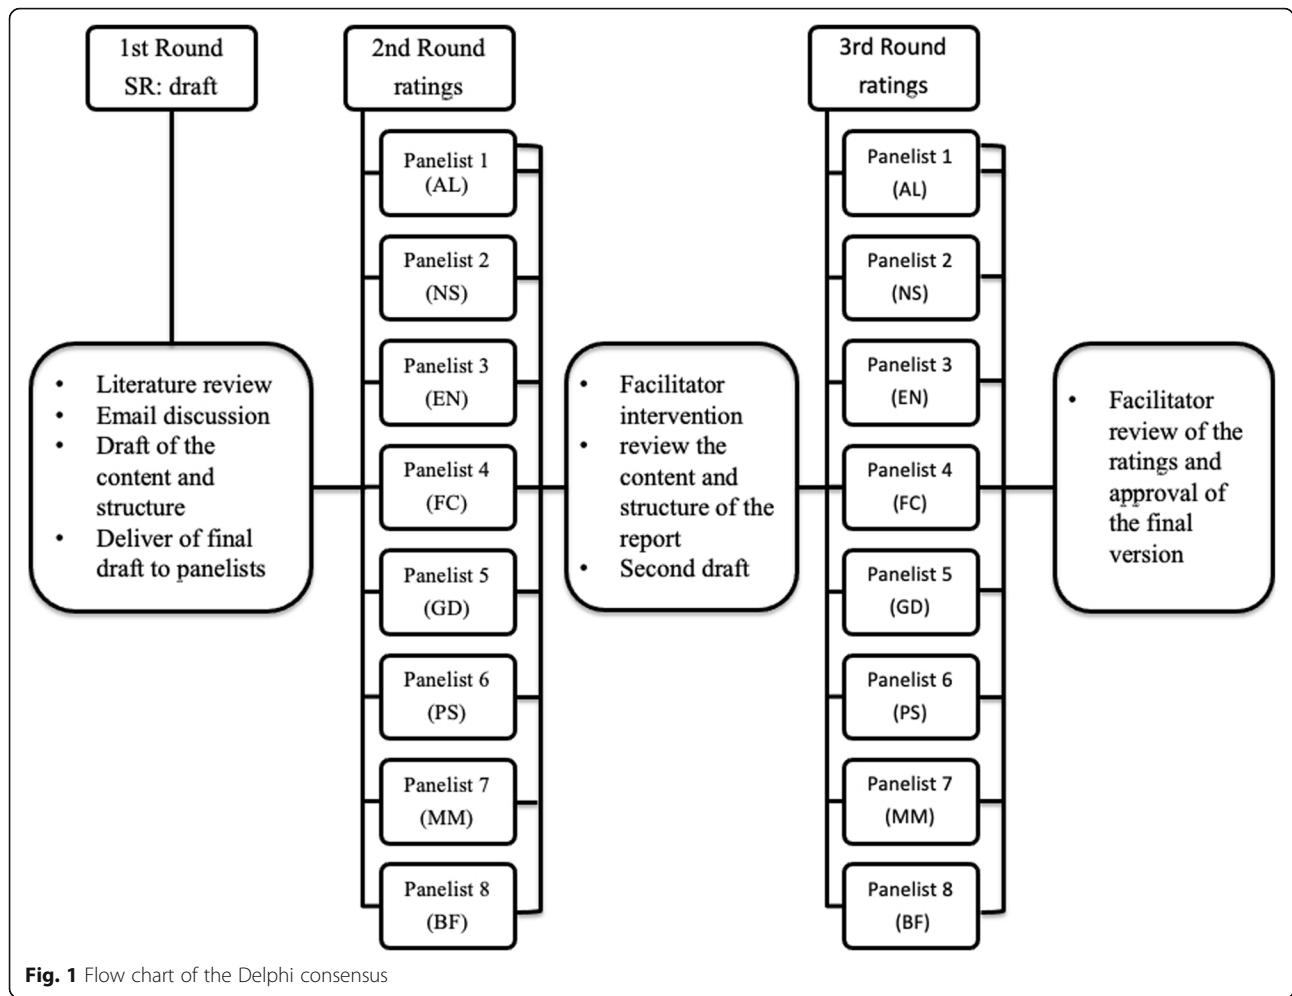 1st Round
SR: draft
• Literature review
• Email discussion
• Draft of the
content and
structure
• Deliver of final
draft to panelists
2nd Round
ratings
Panelist 1
(AL)
Panelist 2
(NS)
Panelist 3
(EN)
Panelist 4
(FC)
Panelist 5
(GD)
Panelist 6
(PS)
Panelist 7
(MM)
Panelist 8
(BF)
• Facilitator
intervention
• review the
content and
structure of the
report
• Second draft
3rd Round
ratings
Panelist 1
(AL)
Panelist 2
(NS)
Panelist 3
(EN)
Panelist 4
(FC)
Panelist 5
(GD)
Panelist 6
(PS)
Panelist 7
(MM)
Panelist 8
(BF)
• Facilitator
review of the
ratings and
approval of
the final
version
Fig. 1 Flow chart of the Delphi consensus